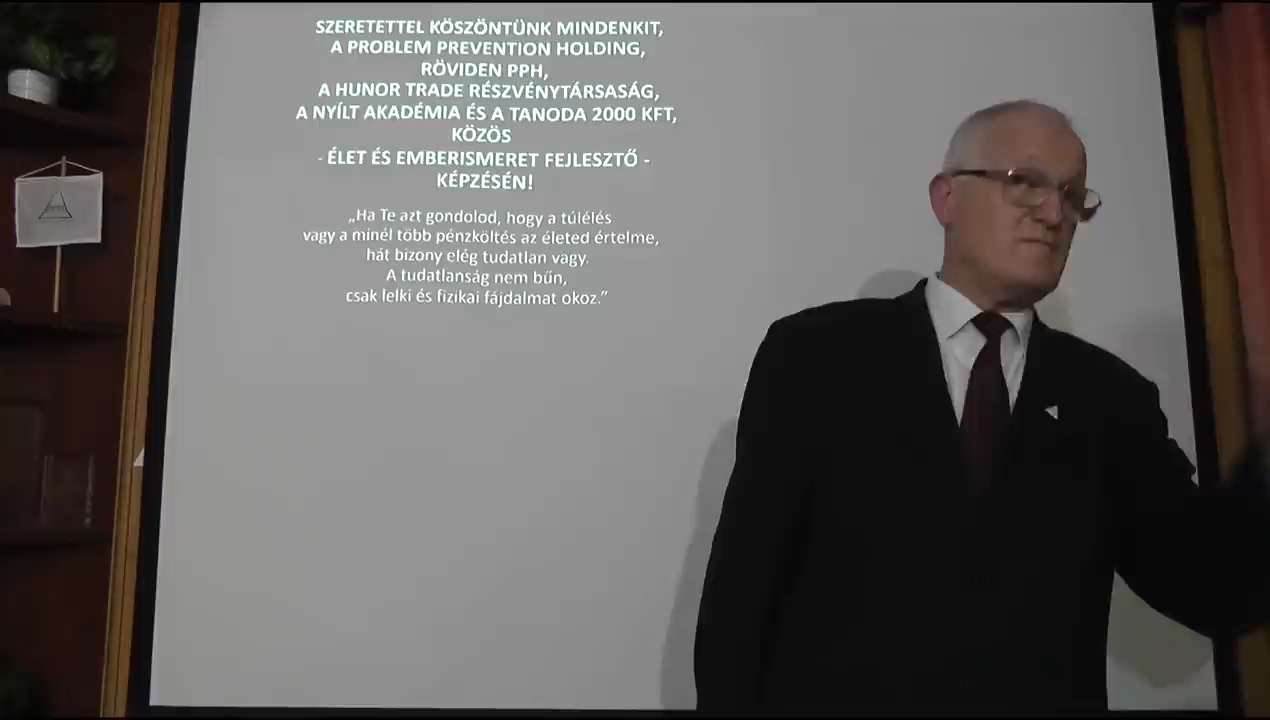 SZERETETTEL KÖSZÖNTÜNK MINDENKIT,
A PROBLEM PREVENTION HOLDING,
RÖVIDEN PPH,
A HUNOR TRADE RÉSZVÉNYTÁRSASÁG,
A NYÍLT AKADÉMIA ÉS A TANODA 2000 KFT,
KÖZÖS
- ÉLET ÉS EMBERISMERET FEJLESZTŐ -
KÉPZÉSÉN!
„Ha Te azt gondolod, hogy a túlélés
vagy a minél több pénzköltés az életed értelme,
hát bizony elég tudatlan vagy.
A tudatlanság nem bűn,
csak lelki és fizikai fájdalmat okoz.”